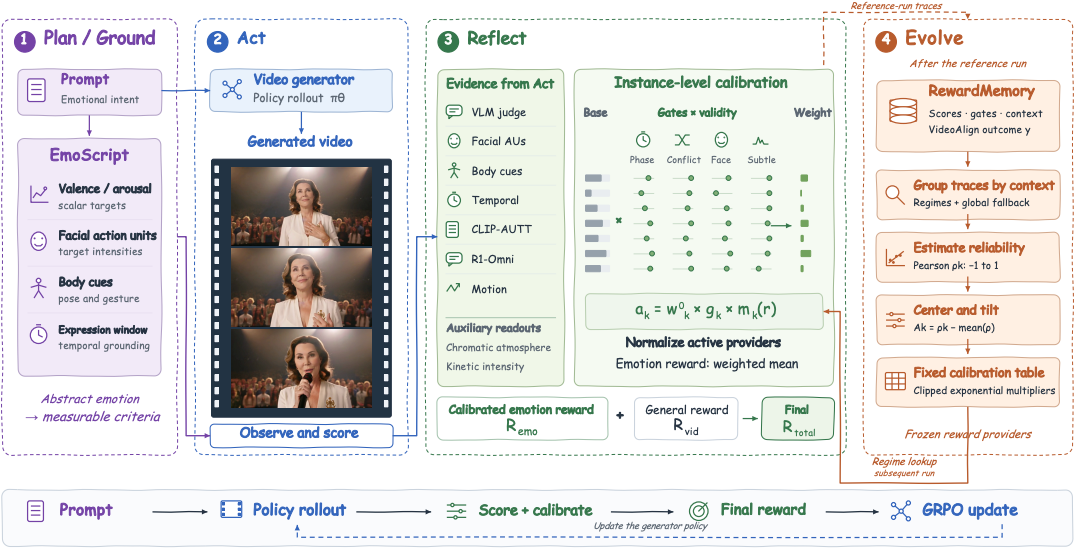 Reference-run traces
1 Plan / Ground
Prompt
Emotional intent
EmoScript
Valence / arousal
scalar targets
Facial action units
target intensities
Body cues
pose and gesture
Expression window
temporal grounding
Abstract emotion
→ measurable criteria
2 Act
Video generator
Policy rollout πθ
Generated video
Observe and score
3 Reflect
Evidence from Act
VLM judge
Facial AUs
Body cues
Temporal
CLIP-AUTT
R1-Omni
Motion
Auxiliary readouts
Chromatic atmosphere
Kinetic intensity
Instance-level calibration
Base Gates × validity Weight
Phase Conflict Face Subtle
×
aₖ = w⁰ₖ × gₖ × mₖ(r)
Normalize active providers
Emotion reward: weighted mean
Calibrated emotion reward
R_emo
+
General reward
R_vid
Final
R_total
4 Evolve
After the reference run
RewardMemory
Scores · gates · context
VideoAlign outcome y
Group traces by context
Regimes + global fallback
Estimate reliability
Pearson ρk: −1 to 1
Center and tilt
Ak = ρk − mean(ρ)
Fixed calibration table
Clipped exponential multipliers
Frozen reward providers
Regime lookup
subsequent run
Prompt
Policy rollout
Score + calibrate
Final reward
GRPO update
Update the generator policy